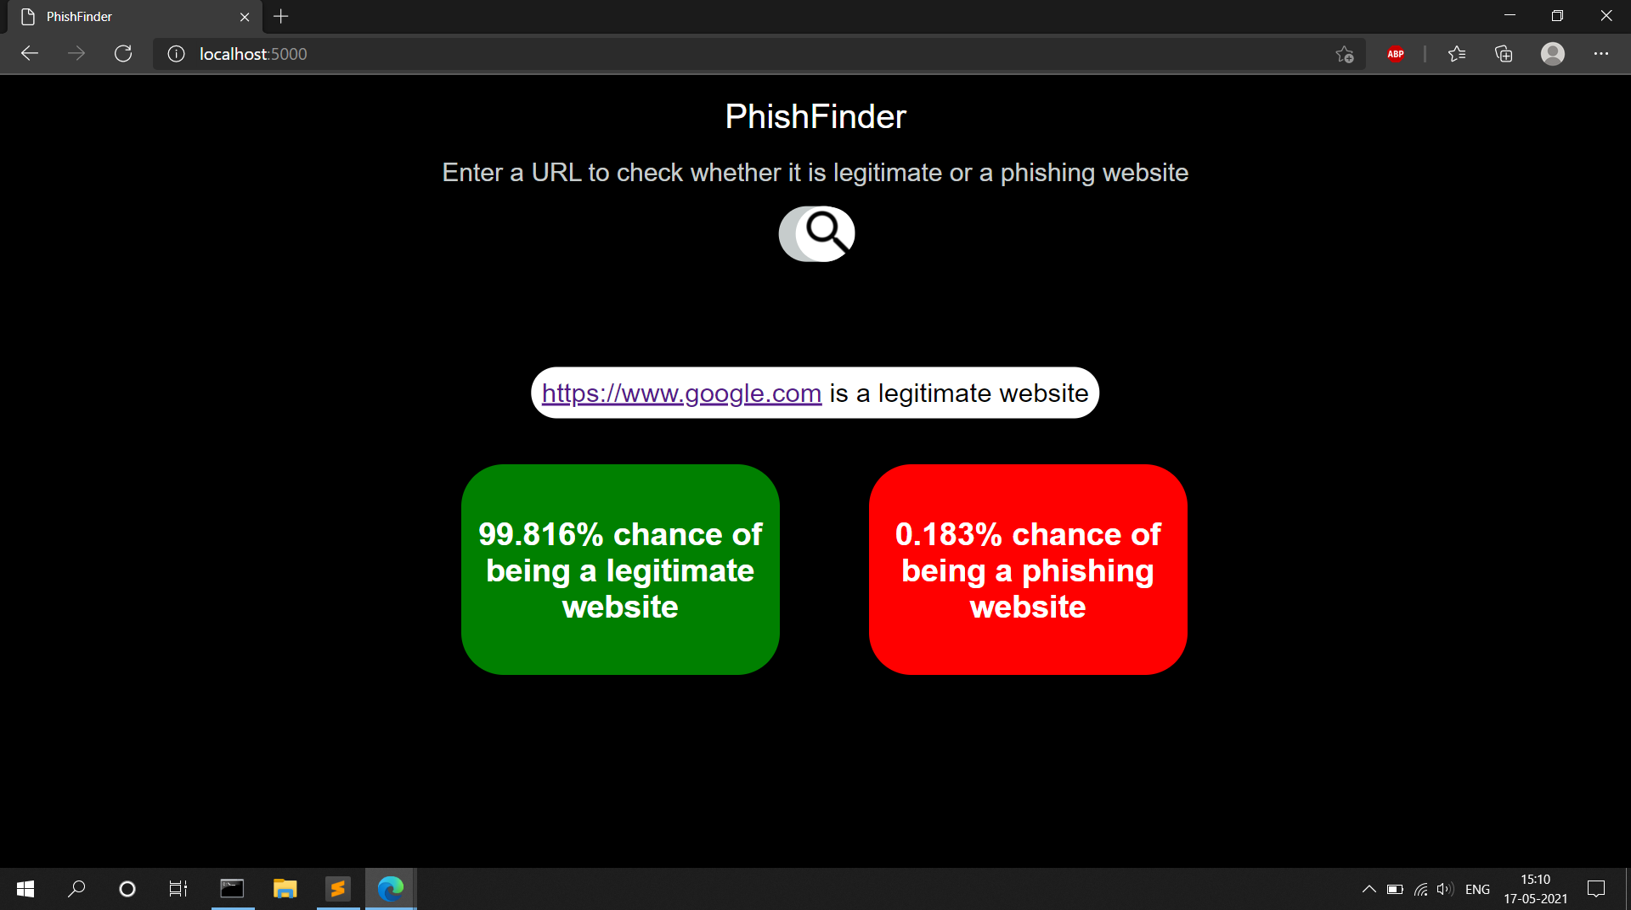 PhishFinder
localhost:5000
ABP
PhishFinder
Enter a URL to check whether it is legitimate or a phishing website
https://www.google.com is a legitimate website
99.816% chance of
being a legitimate
website
0.183% chance of
being a phishing
website
ENG
15:10
17-05-2021